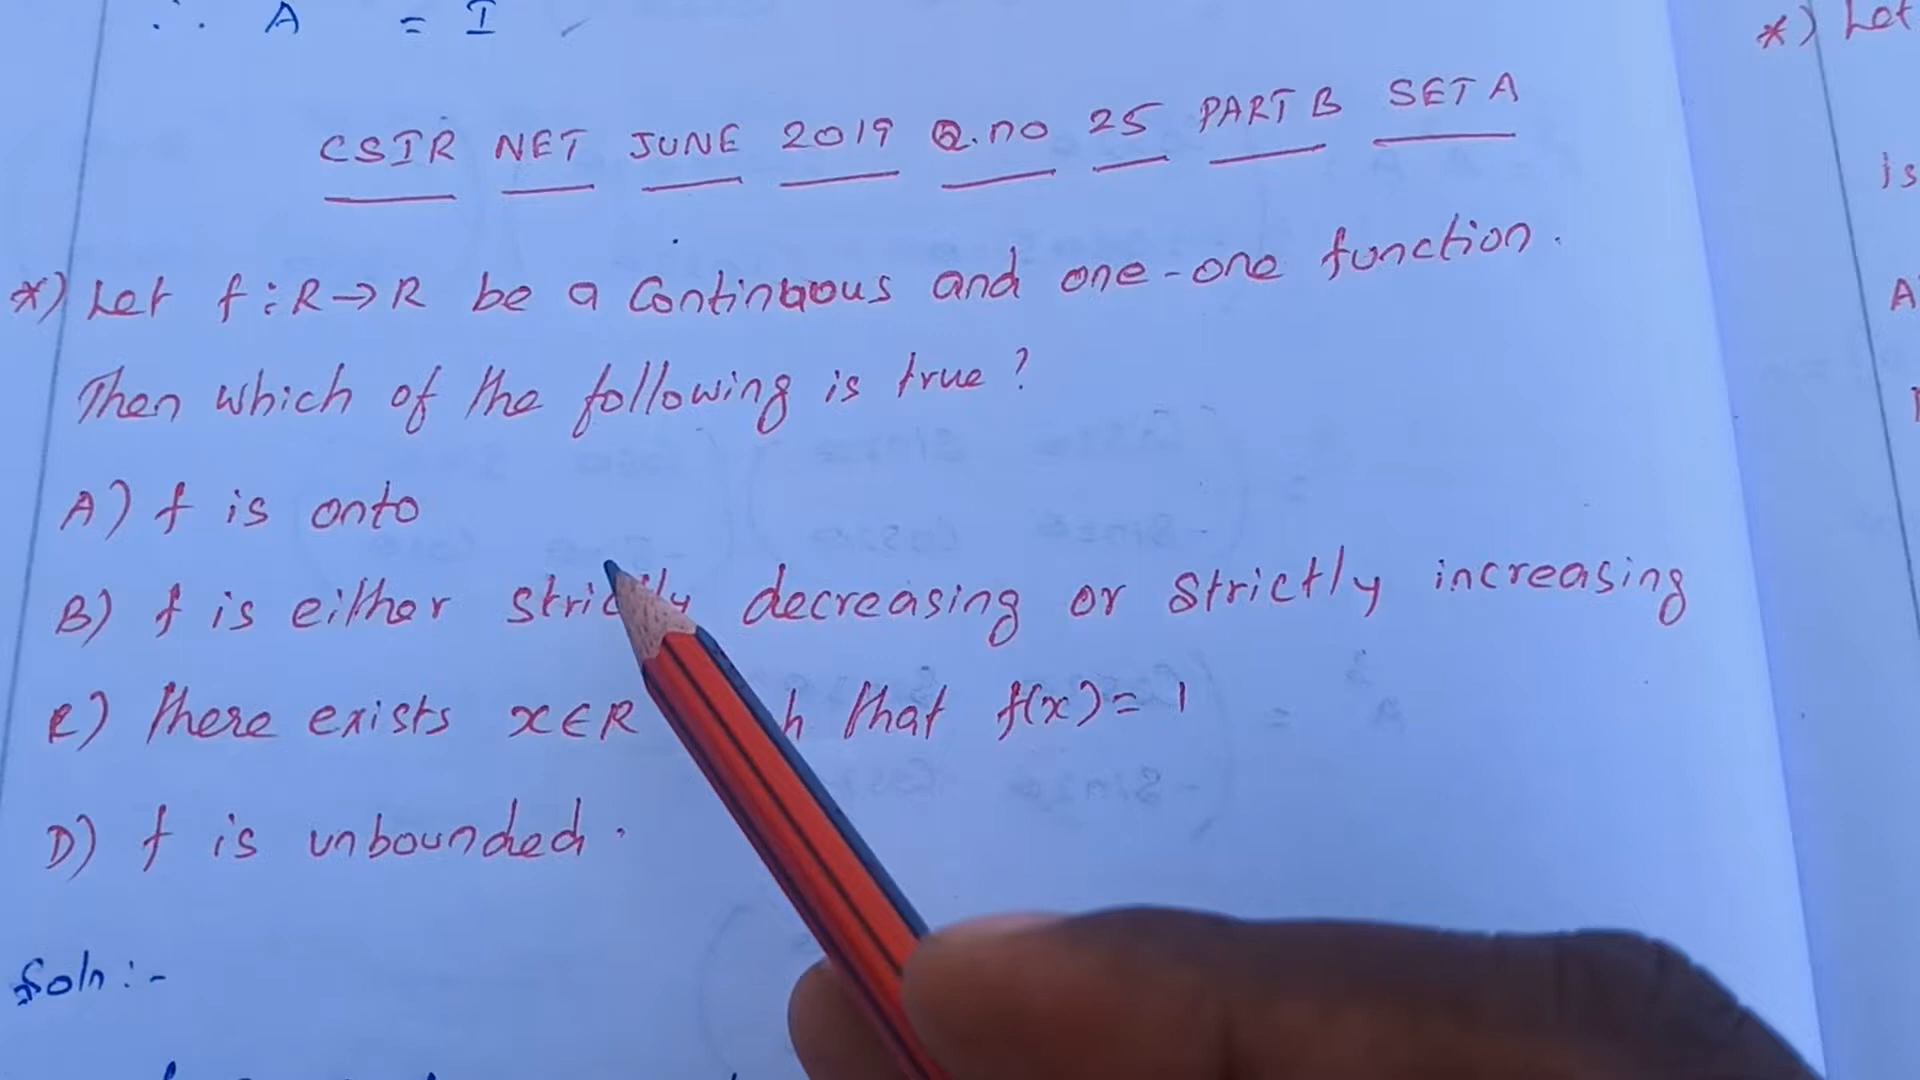 ∴ A = I
*) Let
CSIR NET JUNE 2019 Q.no 25 PART B SET A
is
*) Let f : R → R be a Continuous and one-one function.
A
Then which of the following is true?
A) f is onto
B) f is either strictly decreasing or strictly increasing
C) There exists x ∈ R that f(x) = 1
D) f is unbounded.
Soln :-